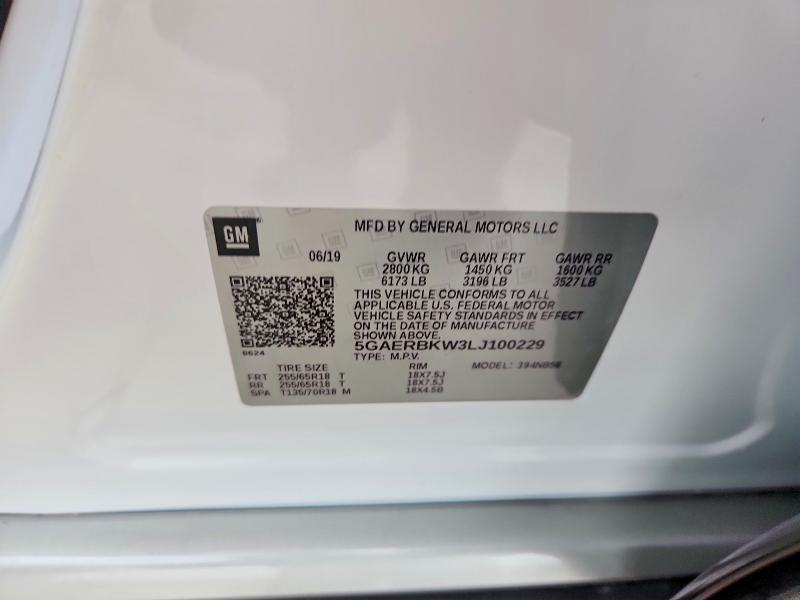 GM
MFD BY GENERAL MOTORS LLC
06/19 GVWR GAWR FRT GAWR RR
2800 KG 1450 KG 1600 KG
6173 LB 3196 LB 3527 LB
THIS VEHICLE CONFORMS TO ALL
APPLICABLE U.S. FEDERAL MOTOR
VEHICLE SAFETY STANDARDS IN EFFECT
ON THE DATE OF MANUFACTURE
SHOWN ABOVE.
5GAERBKW3LJ100229
8624
TYPE: M.P.V.
TIRE SIZE RIM MODEL:
FRT 255/65R18 T 18X7.5J
RR 255/65R18 T 18X7.5J
SPA T135/70R18 M 18X4.5B